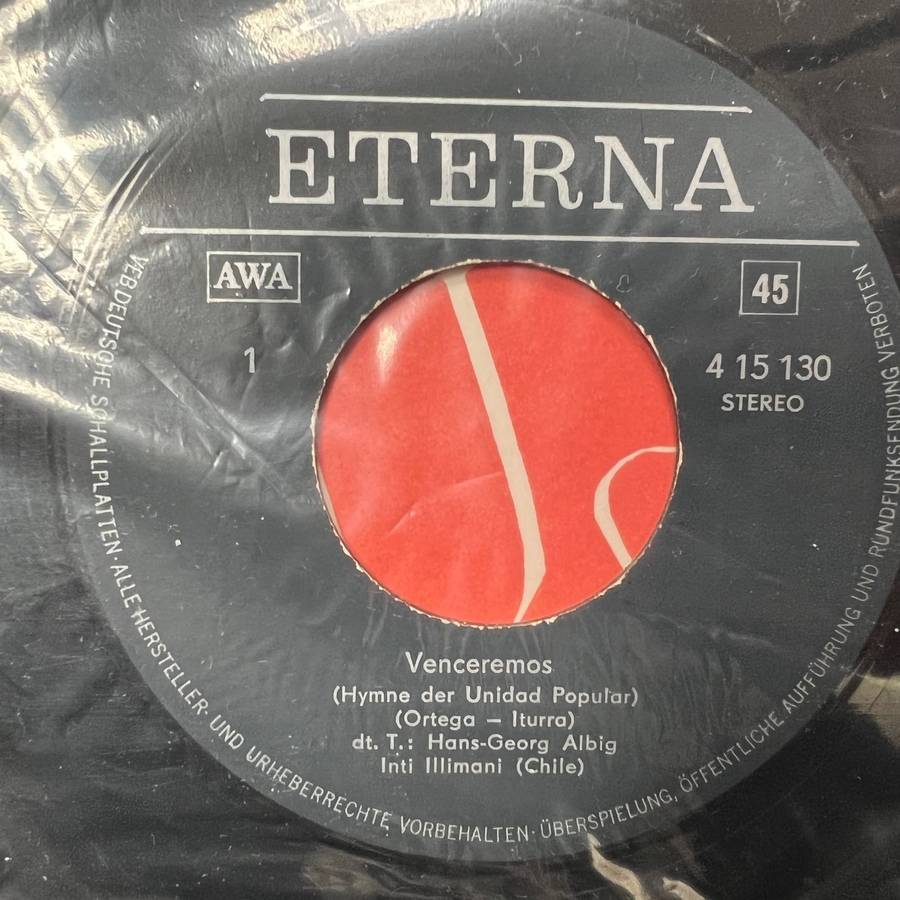 ETERNA
AWA
45
1
4 15 130
STEREO
Venceremos
(Hymne der Unidad Popular)
(Ortega – Iturra)
dt. T.: Hans-Georg Albig
Inti Illimani (Chile)
VEB DEUTSCHE SCHALLPLATTEN · ALLE HERSTELLER- UND URHEBERRECHTE VORBEHALTEN · ÜBERSPIELUNG, ÖFFENTLICHE AUFFÜHRUNG UND RUNDFUNKSENDUNG VERBOTEN